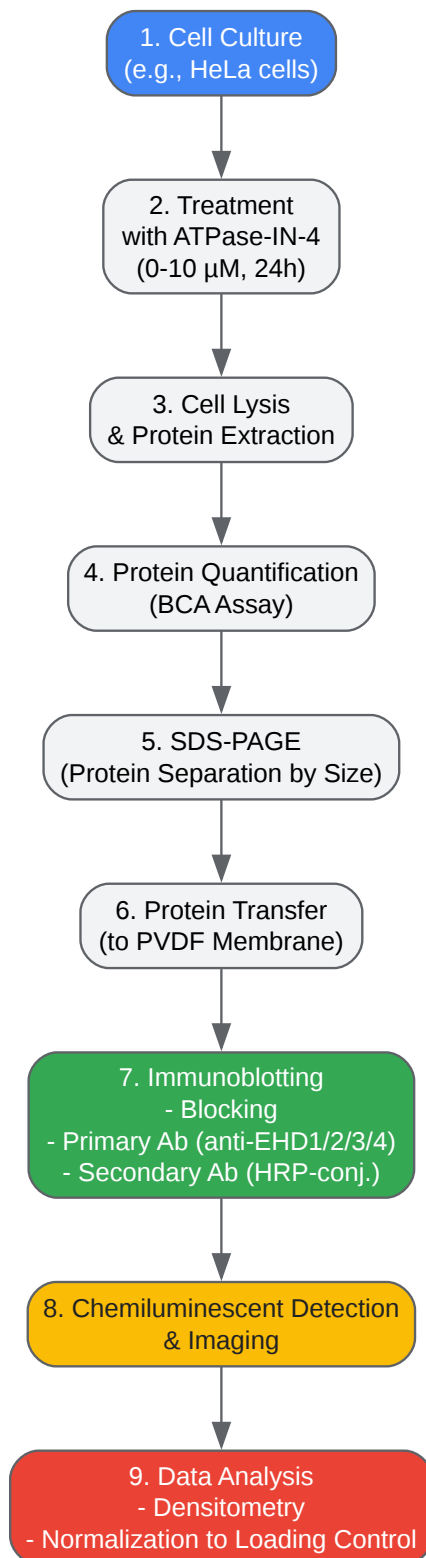 1. Cell Culture
(e.g., HeLa cells)
2. Treatment
with ATPase-IN-4
(0-10 µM, 24h)
3. Cell Lysis
& Protein Extraction
4. Protein Quantification
(BCA Assay)
5. SDS-PAGE
(Protein Separation by Size)
6. Protein Transfer
(to PVDF Membrane)
7. Immunoblotting
- Blocking
- Primary Ab (anti-EHD1/2/3/4)
- Secondary Ab (HRP-conj.)
8. Chemiluminescent Detection
& Imaging
9. Data Analysis
- Densitometry
- Normalization to Loading Control